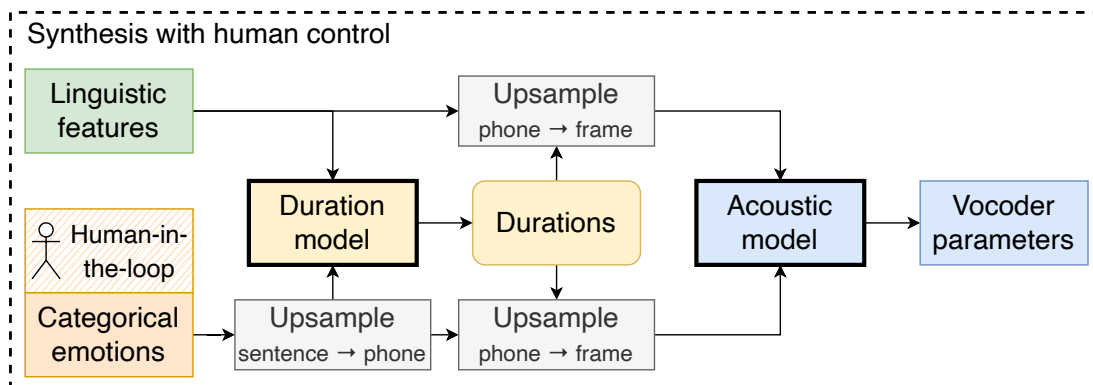 Synthesis with human control
Linguistic
features
Upsample
phone → frame
Duration
model
Durations
Acoustic
model
Vocoder
parameters
Human-in-
the-loop
Categorical
emotions
Upsample
sentence → phone
Upsample
phone → frame